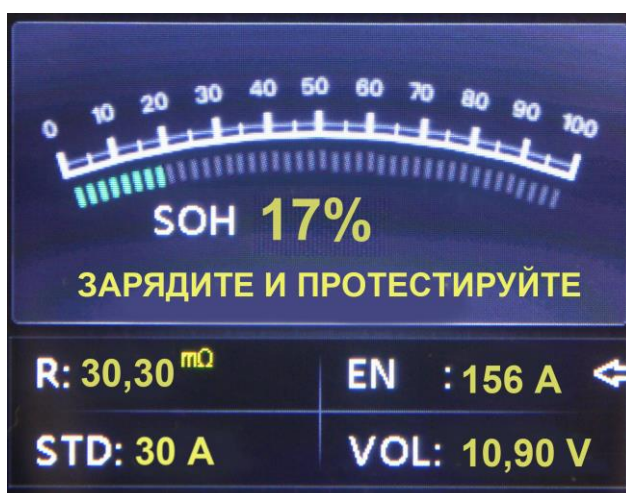 0 10 20 30 40 50 60 70 80 90 100
SOH 17%
ЗАРЯДИТЕ И ПРОТЕСТИРУЙТЕ
R: 30,30 mΩ
EN : 156 A
STD: 30 A
VOL: 10,90 V